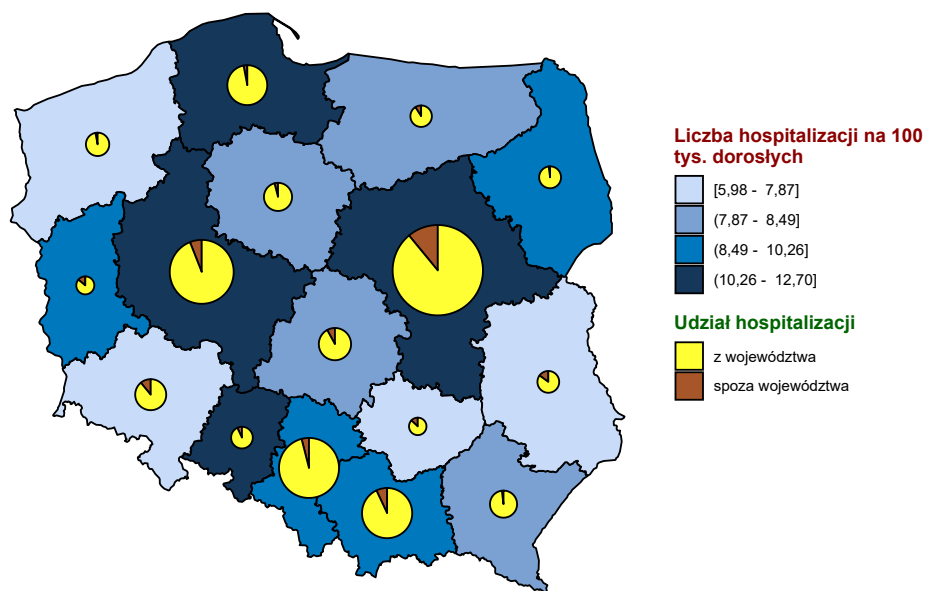 Liczba hospitalizacji na 100
tys. dorosłych
[5,98 - 7,87]
(7,87 - 8,49]
(8,49 - 10,26]
(10,26 - 12,70]
Udział hospitalizacji
z województwa
spoza województwa